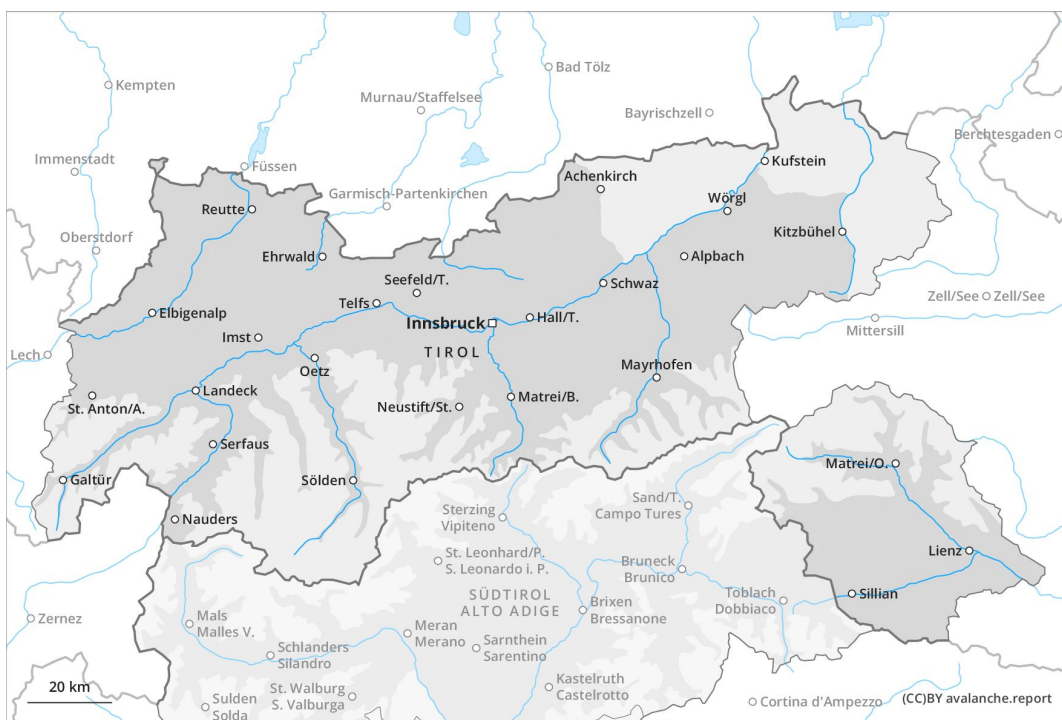 Kempten
Bad Tölz
Murnau/Staffelsee
Bayrischzell
Berchtesgaden
Immenstadt
Füssen
Kufstein
Achenkirch
Garmisch-Partenkirchen
Reutte
Wörgl
Oberstdorf
Kitzbühel
Ehrwald
Alpbach
Seefeld/T.
Schwaz
Zell/See
Zell/See
Telfs
Elbigenalp
Hall/T.
Innsbruck
Mittersill
Imst
TIROL
Lech
Oetz
Mayrhofen
Landeck
Matrei/B.
St. Anton/A.
Neustift/St.
Serfaus
Matrei/O.
Galtür
Sölden
Sand/T.
Campo Tures
Sterzing
Vipiteno
Nauders
Lienz
St. Leonhard/P.
S. Leonardo i. P.
Bruneck
Brunico
SÜDTIROL
ALTO ADIGE
Toblach
Dobbiaco
Sillian
Brixen
Bressanone
Zernez
Mals
Malles V.
Meran
Merano
Sarnthein
Sarentino
Schlanders
Silandro
Kastelruth
Castelrotto
20 km
St. Walburg
S. Valburga
Sulden
Solda
Cortina d'Ampezzo
(CC)BY avalanche.report